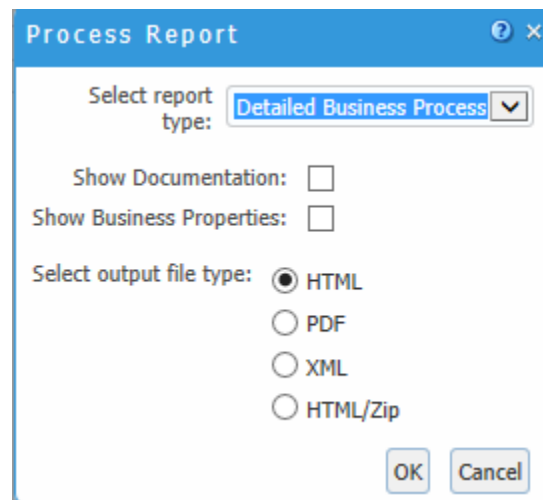 Process Report
Select report
type:
Detailed Business Process
Show Documentation:
Show Business Properties:
Select output file type:
HTML
PDF
XML
HTML/Zip
OK
Cancel